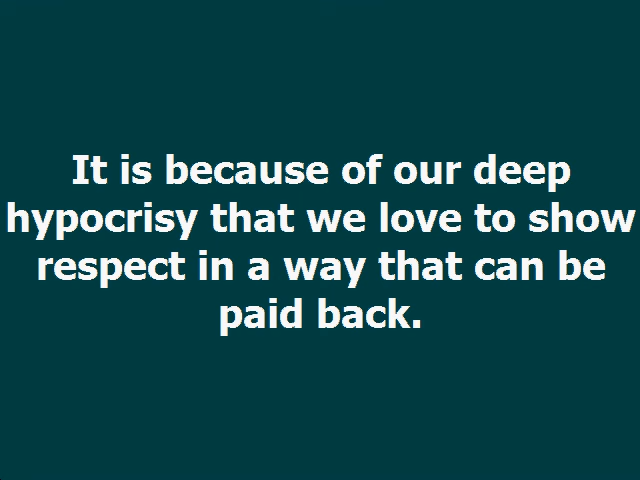 It is because of our deep
hypocrisy that we love to show
respect in a way that can be
paid back.